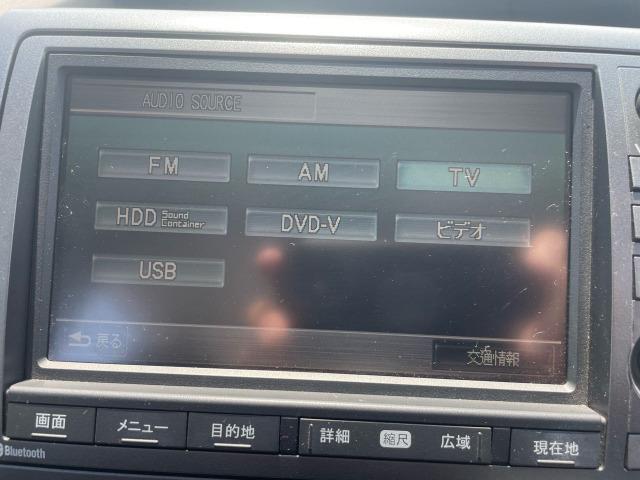 AUDIO SOURCE
FM AM TV
HDD Sound Container DVD-V ビデオ
USB
戻る 交通情報
画面 メニュー 目的地 詳細 縮尺 広域 現在地
Bluetooth